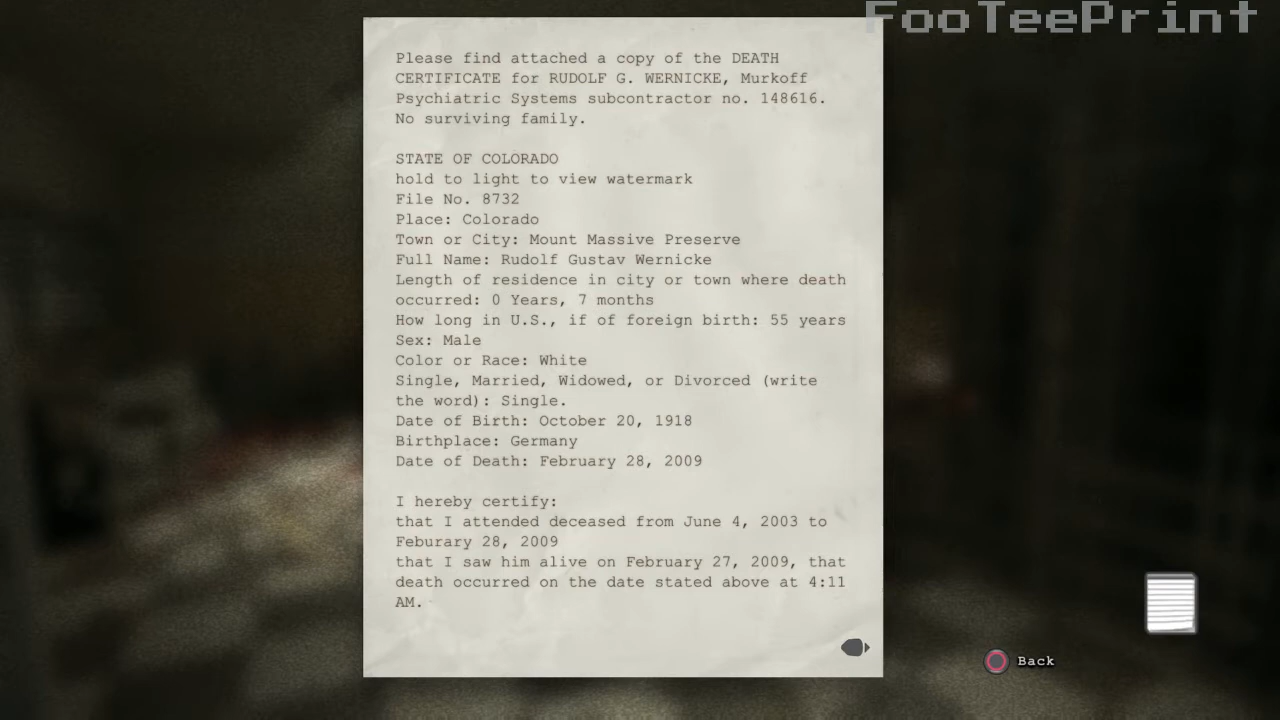 FooTeePrint
Please find attached a copy of the DEATH
CERTIFICATE for RUDOLF G. WERNICKE, Murkoff
Psychiatric Systems subcontractor no. 148616.
No surviving family.
STATE OF COLORADO
hold to light to view watermark
File No. 8732
Place: Colorado
Town or City: Mount Massive Preserve
Full Name: Rudolf Gustav Wernicke
Length of residence in city or town where death
occurred: 0 Years, 7 months
How long in U.S., if of foreign birth: 55 years
Sex: Male
Color or Race: White
Single, Married, Widowed, or Divorced (write
the word): Single.
Date of Birth: October 20, 1918
Birthplace: Germany
Date of Death: February 28, 2009
I hereby certify:
that I attended deceased from June 4, 2003 to
Feburary 28, 2009
that I saw him alive on February 27, 2009, that
death occurred on the date stated above at 4:11
AM.
Back